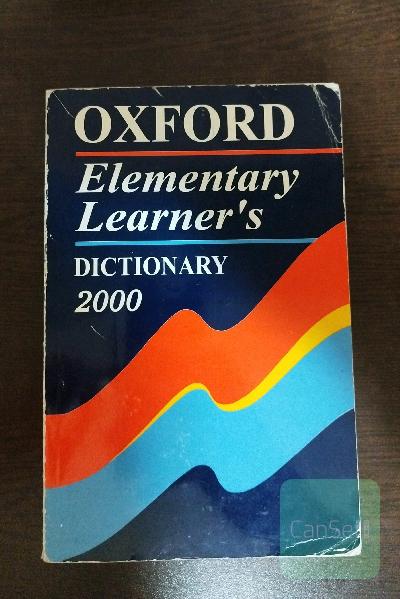 OXFORD
Elementary
Learner's
DICTIONARY
2000
CanSell